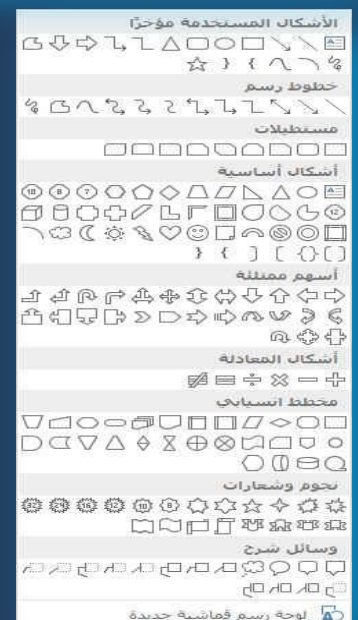 الأشكال المستخدمة مؤخرًا
خطوط رسم
مستطيلات
أشكال أساسية
أسهم ممتلئة
أشكال المعادلة
مخطط انسيابي
نجوم وشعارات
وسائل شرح
لوحة رسم قماشية جديدة